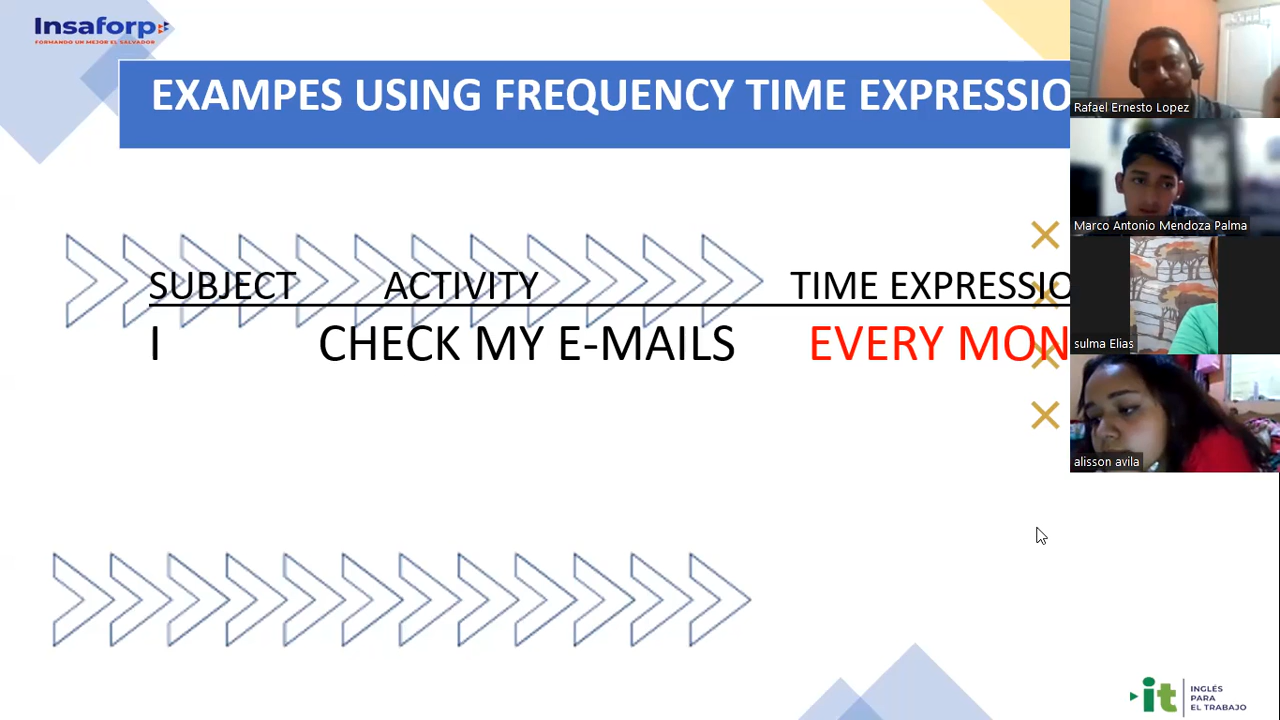 Insaforp
FORMANDO UN MEJOR EL SALVADOR
EXAMPES USING FREQUENCY TIME EXPRESSIO
SUBJECT ACTIVITY TIME EXPRESSIO
I CHECK MY E-MAILS EVERY MON
Rafael Ernesto Lopez
Marco Antonio Mendoza Palma
sulma Elias
alisson avila
it
INGLÉS
PARA
EL TRABAJO